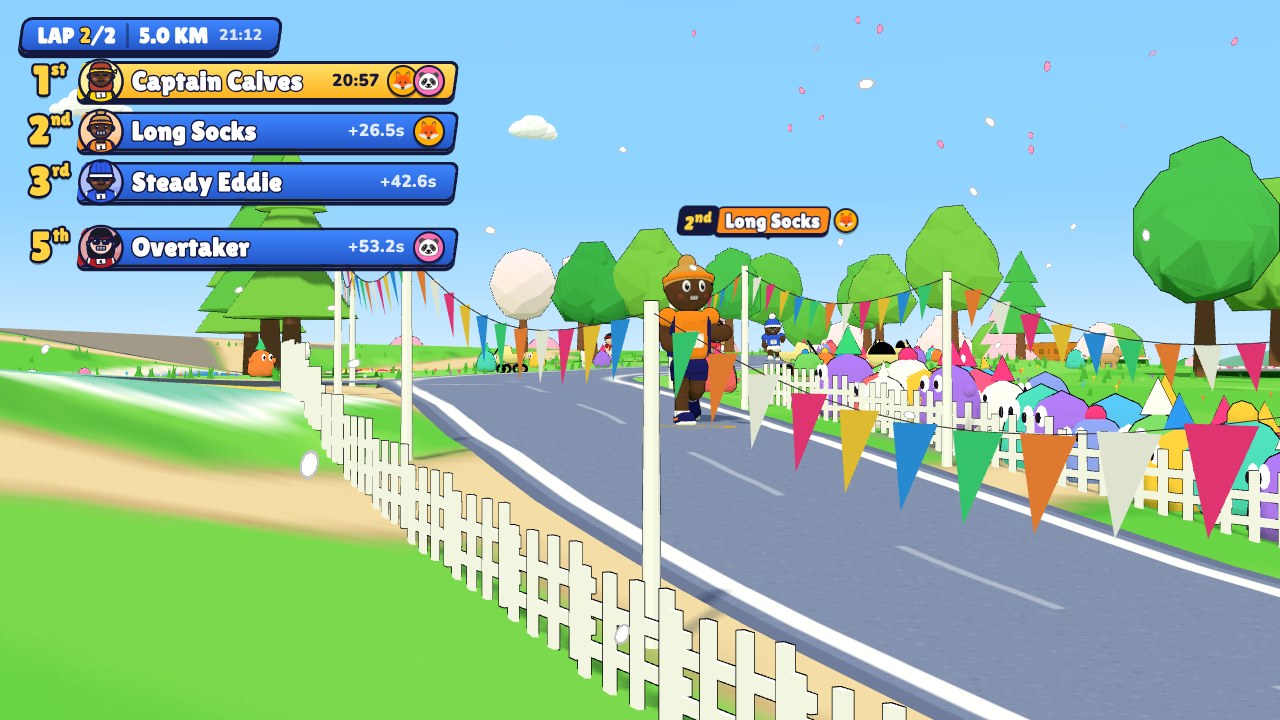 LAP 2/2 5.0 KM 21:12
1st Captain Calves 20:57
2nd Long Socks +26.5s
3rd Steady Eddie +42.6s
5th Overtaker +53.2s
2nd Long Socks